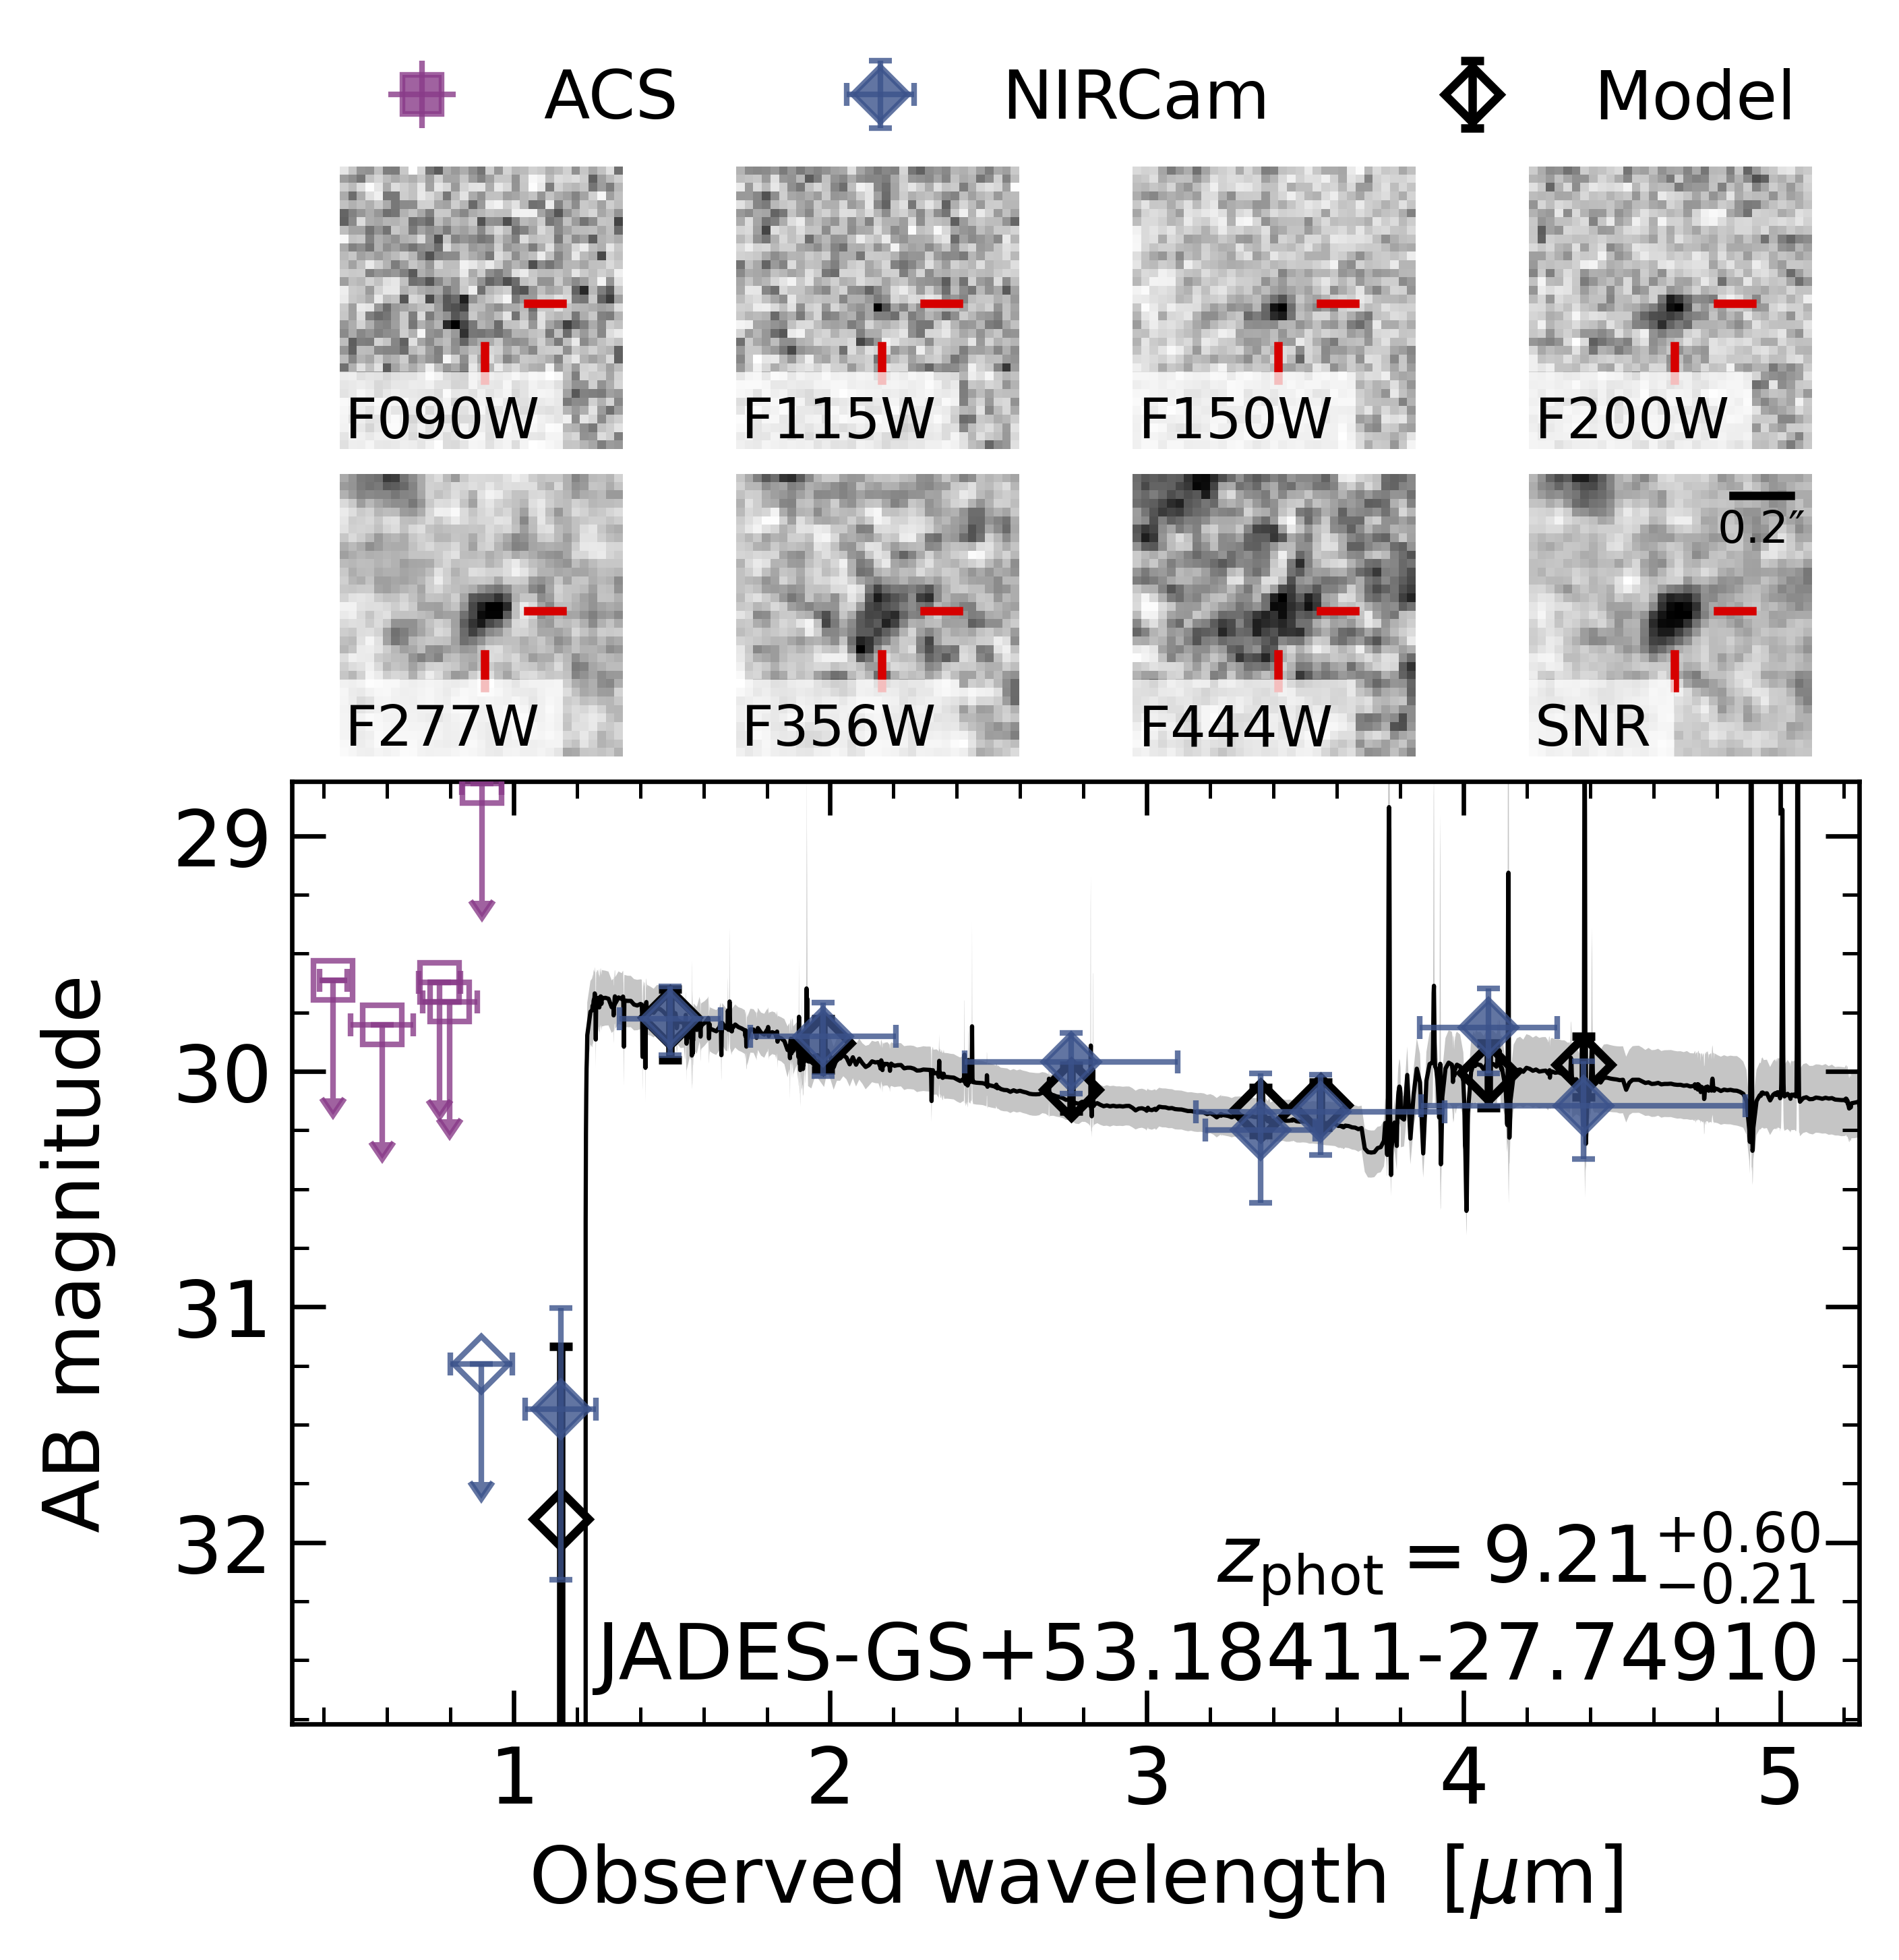 ACS NIRCam Model
F090W F115W F150W F200W
0.2″
F277W F356W F444W SNR
29
30
31
32
AB magnitude
z_phot = 9.21^{+0.60}_{−0.21}
JADES-GS+53.18411-27.74910
1 2 3 4 5
Observed wavelength [μm]